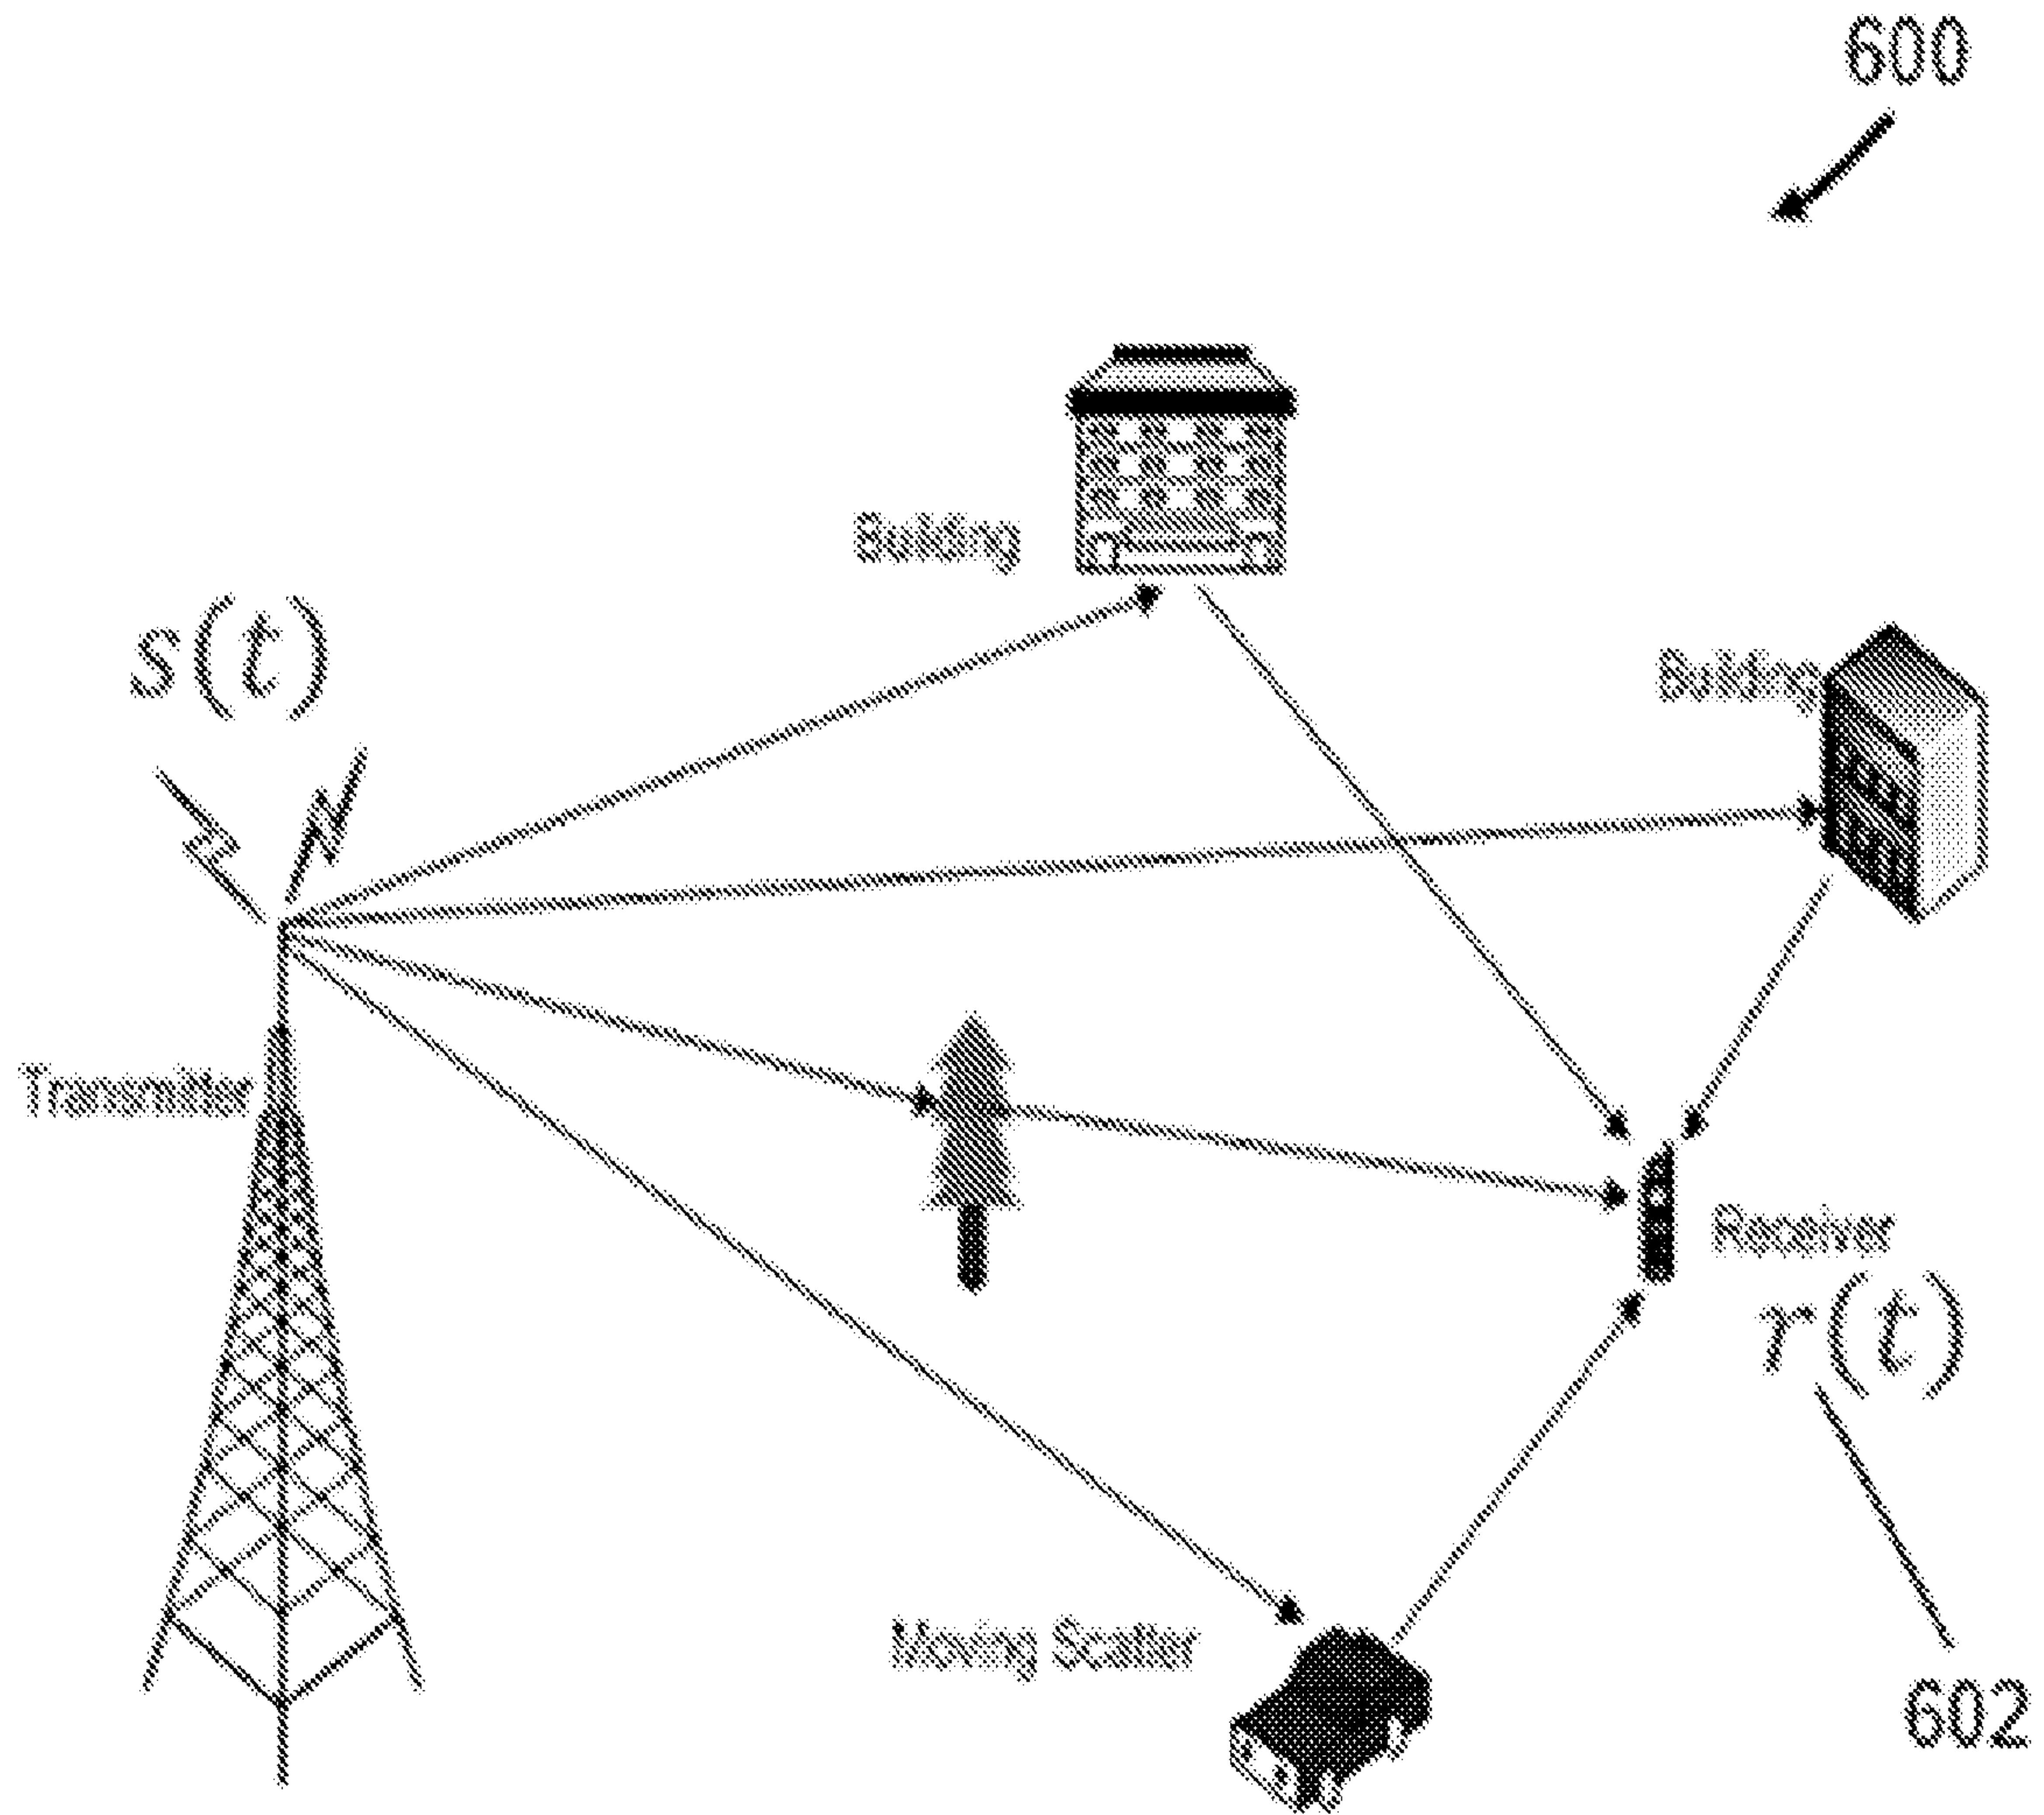 600
Building
s(t)
Building
Transmitter
Receiver
r(t)
Moving Scatter
602